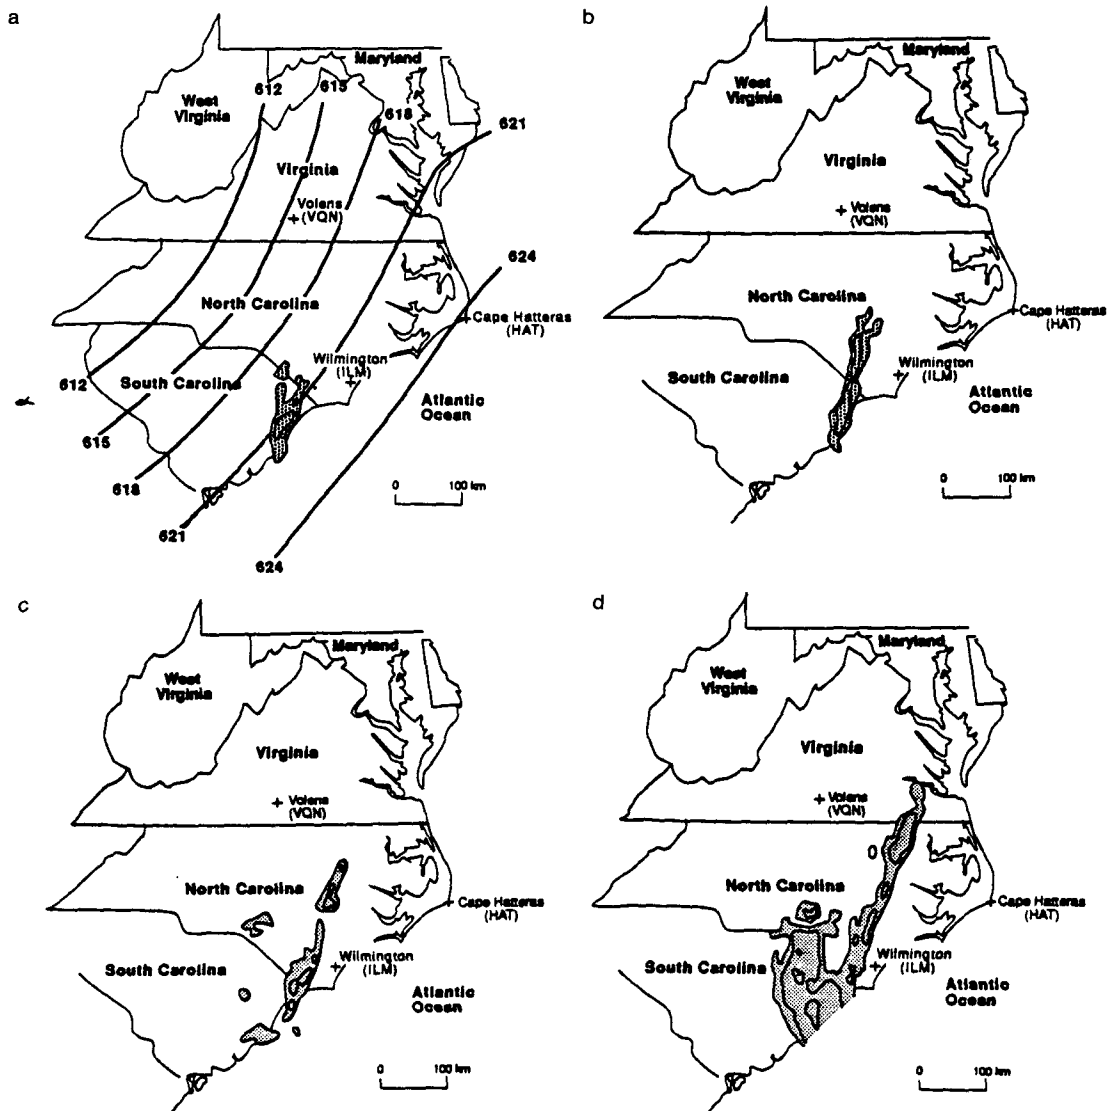 a
Maryland
West
Virginia
612
615
618
621
Virginia
Volens
(VQN)
624
North Carolina
Cape Hatteras
(HAT)
Wilmington
(ILM)
612
South Carolina
Atlantic
Ocean
615
618
0
100 km
621
624
b
Maryland
West
Virginia
Virginia
Volens
(VQN)
North Carolina
Cape Hatteras
(HAT)
Wilmington
(ILM)
South Carolina
Atlantic
Ocean
0
100 km
c
Maryland
West
Virginia
Virginia
Volens
(VQN)
North Carolina
Cape Hatteras
(HAT)
Wilmington
(ILM)
South Carolina
Atlantic
Ocean
0
100 km
d
Maryland
West
Virginia
Virginia
Volens
(VQN)
North Carolina
Cape Hatteras
(HAT)
Wilmington
(ILM)
South Carolina
Atlantic
Ocean
0
100 km